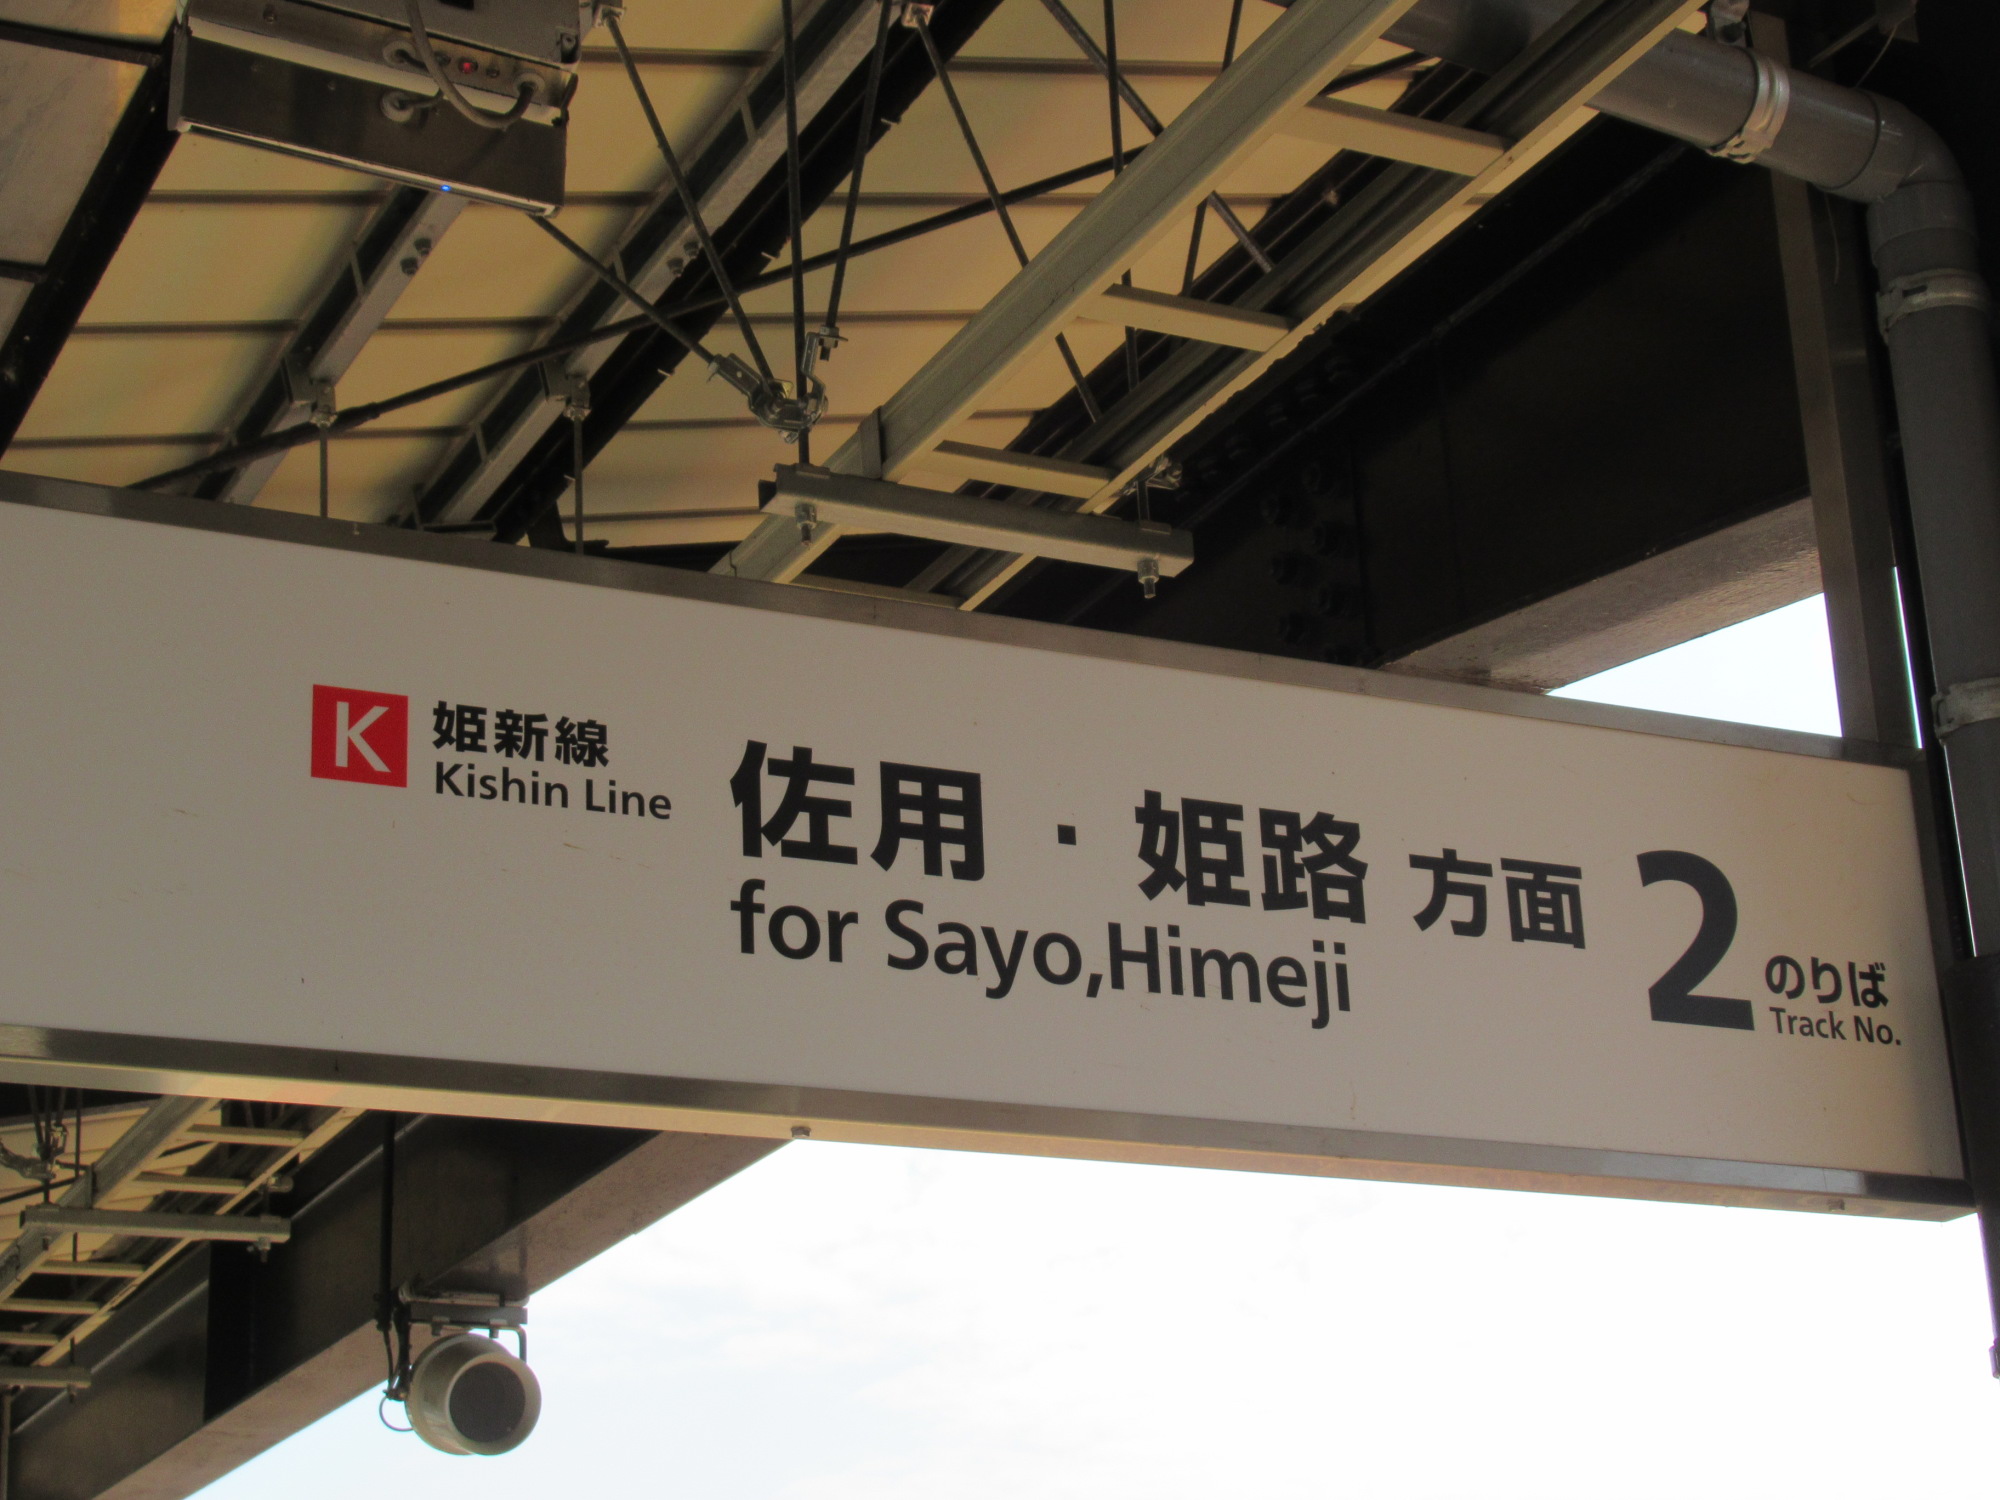 K 姫新線
Kishin Line
佐用・姫路 方面
for Sayo,Himeji
2 のりば
Track No.